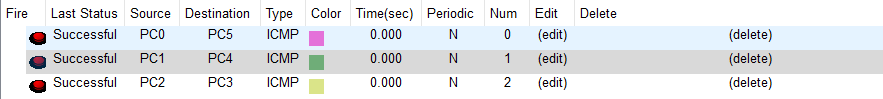 Fire Last Status Source Destination Type Color Time(sec) Periodic Num Edit Delete
Successful PC0 PC5 ICMP 0.000 N 0 (edit) (delete)
Successful PC1 PC4 ICMP 0.000 N 1 (edit) (delete)
Successful PC2 PC3 ICMP 0.000 N 2 (edit) (delete)